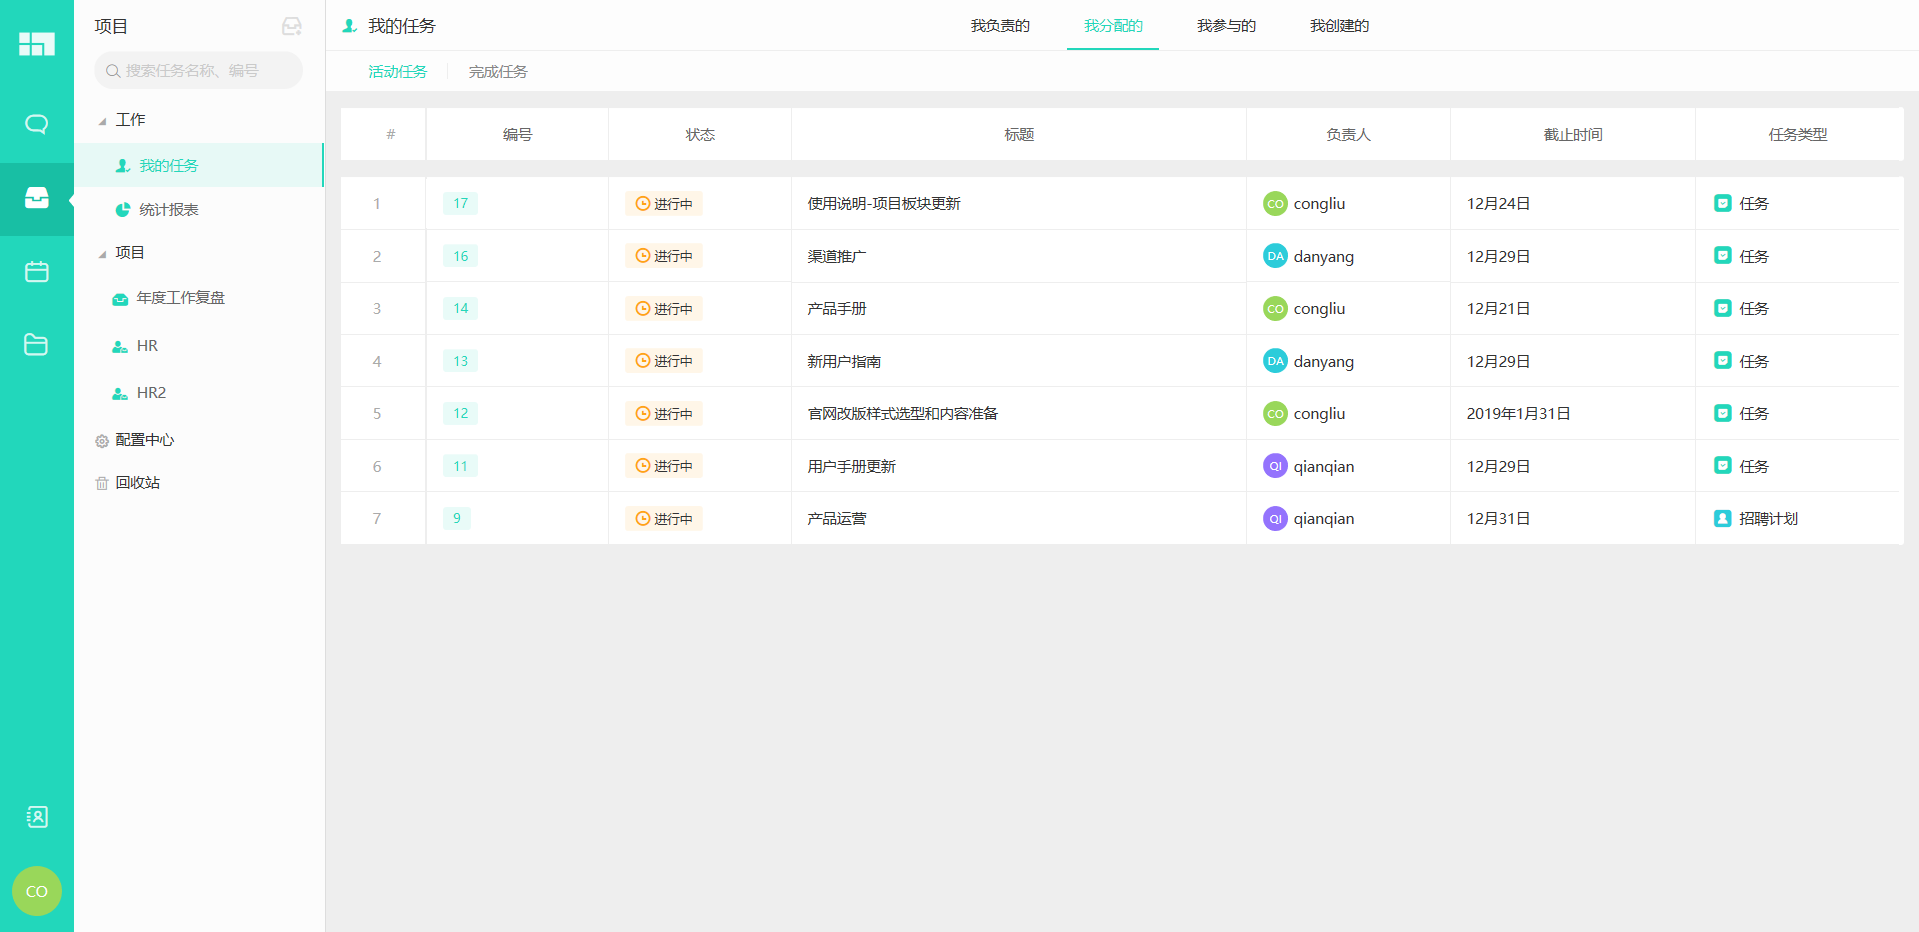 项目
搜索任务名称、编号
工作
我的任务
统计报表
项目
年度工作复盘
HR
HR2
配置中心
回收站
CO
我的任务
我负责的 我分配的 我参与的 我创建的
活动任务 完成任务
# 编号 状态 标题 负责人 截止时间 任务类型
1 17 进行中 使用说明-项目板块更新 CO congliu 12月24日 任务
2 16 进行中 渠道推广 DA danyang 12月29日 任务
3 14 进行中 产品手册 CO congliu 12月21日 任务
4 13 进行中 新用户指南 DA danyang 12月29日 任务
5 12 进行中 官网改版样式选型和内容准备 CO congliu 2019年1月31日 任务
6 11 进行中 用户手册更新 QI qianqian 12月29日 任务
7 9 进行中 产品运营 QI qianqian 12月31日 招聘计划